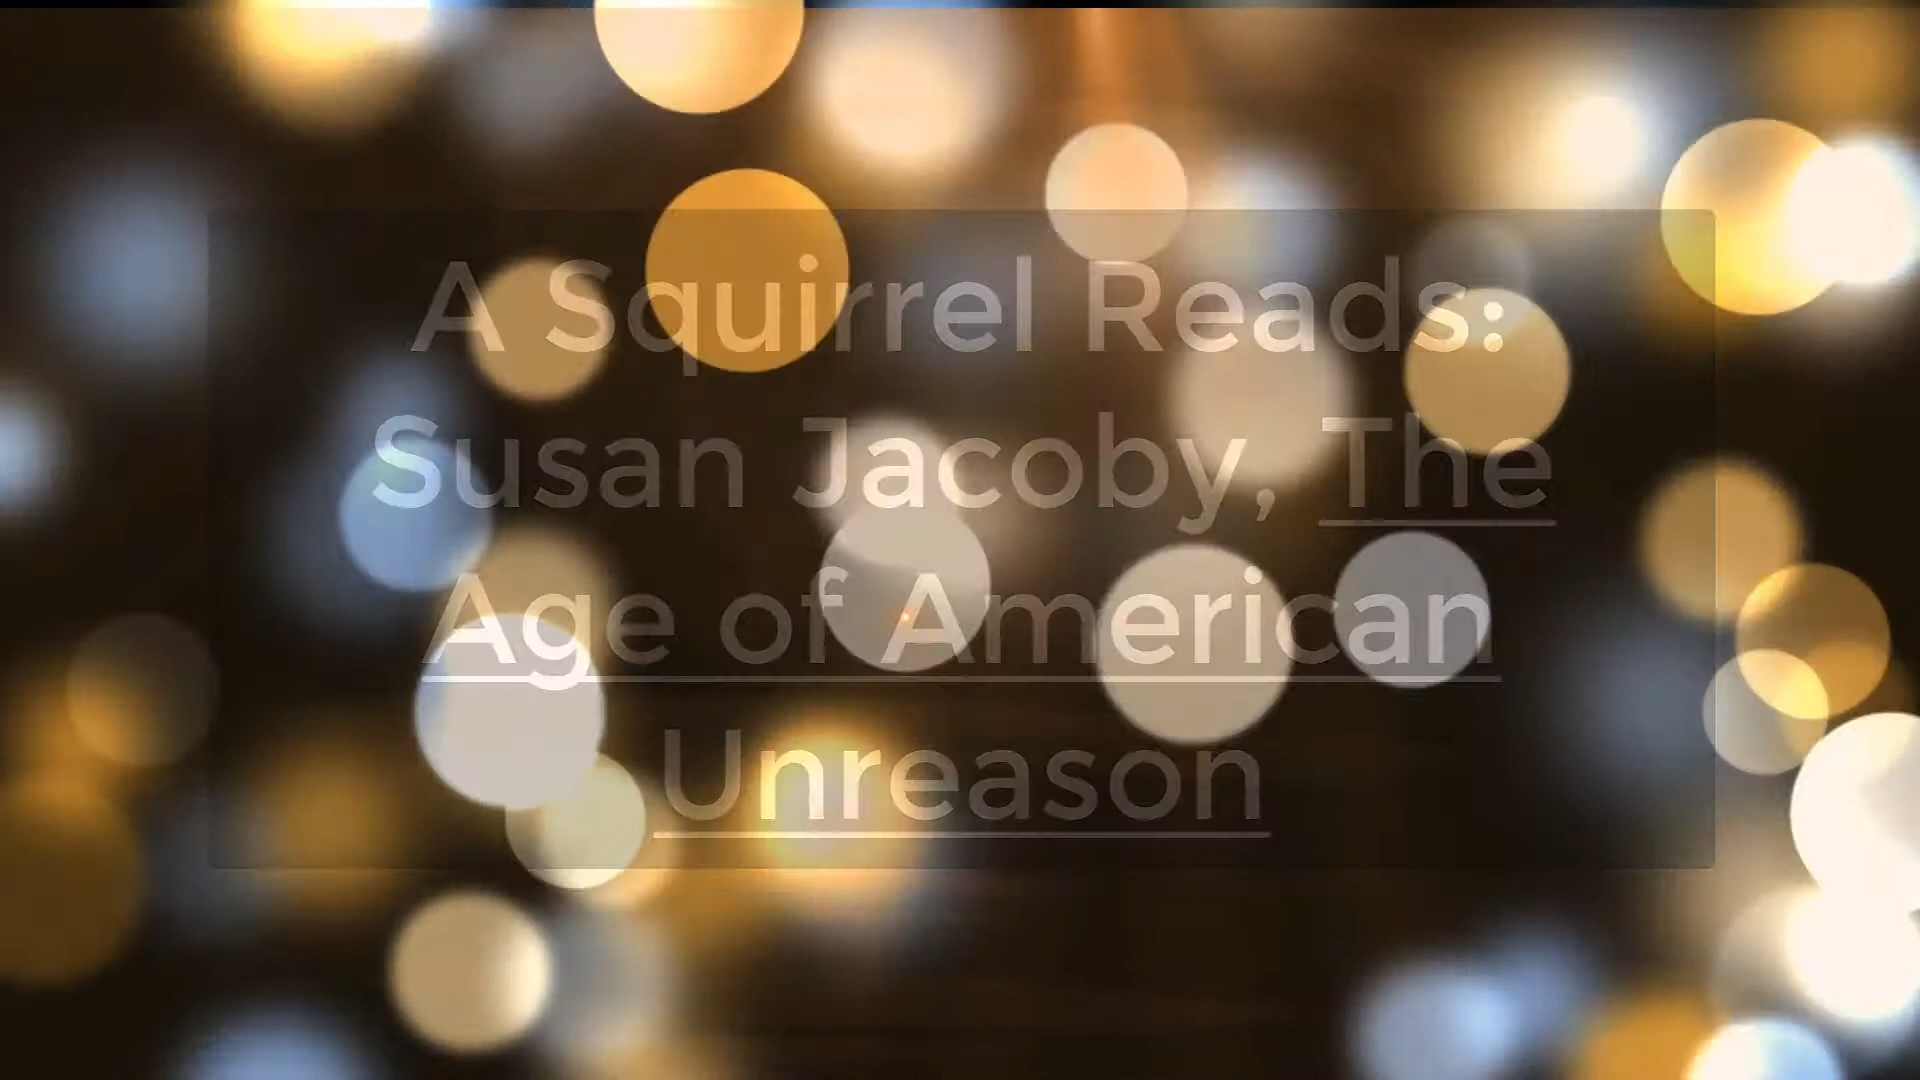 A Squirrel Reads:
Susan Jacoby, The
Age of American
Unreason